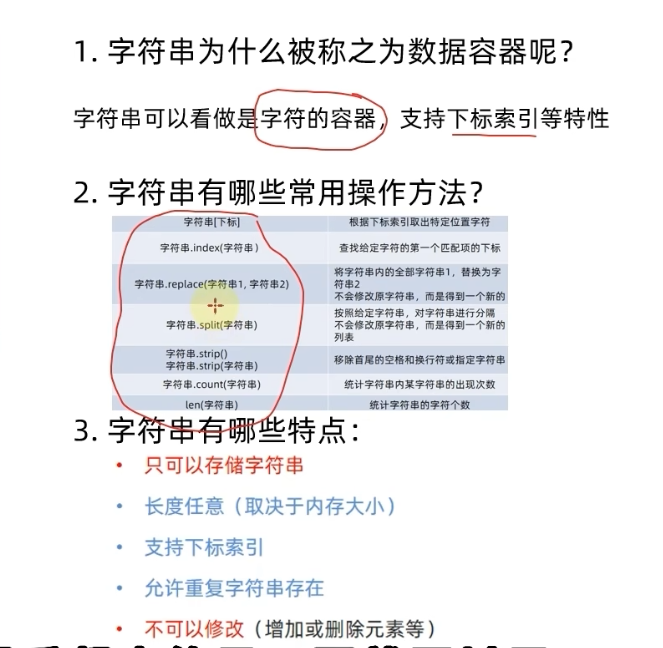 1. 字符串为什么被称之为数据容器呢?
字符串可以看做是字符的容器，支持下标索引等特性
2. 字符串有哪些常用操作方法?
字符串[下标] 根据下标索引取出特定位置字符
字符串.index(字符串) 查找给定字符的第一个匹配项的下标
字符串.replace(字符串1, 字符串2) 将字符串内的全部字符串1，替换为字
符串2
不会修改原字符串，而是得到一个新的
字符串.split(字符串) 按照给定字符串，对字符串进行分隔
不会修改原字符串，而是得到一个新的
列表
字符串.strip()
字符串.strip(字符串) 移除首尾的空格和换行符或指定字符串
字符串.count(字符串) 统计字符串内某字符串的出现次数
len(字符串) 统计字符串的字符个数
3. 字符串有哪些特点：
• 只可以存储字符串
• 长度任意（取决于内存大小）
• 支持下标索引
• 允许重复字符串存在
• 不可以修改（增加或删除元素等）